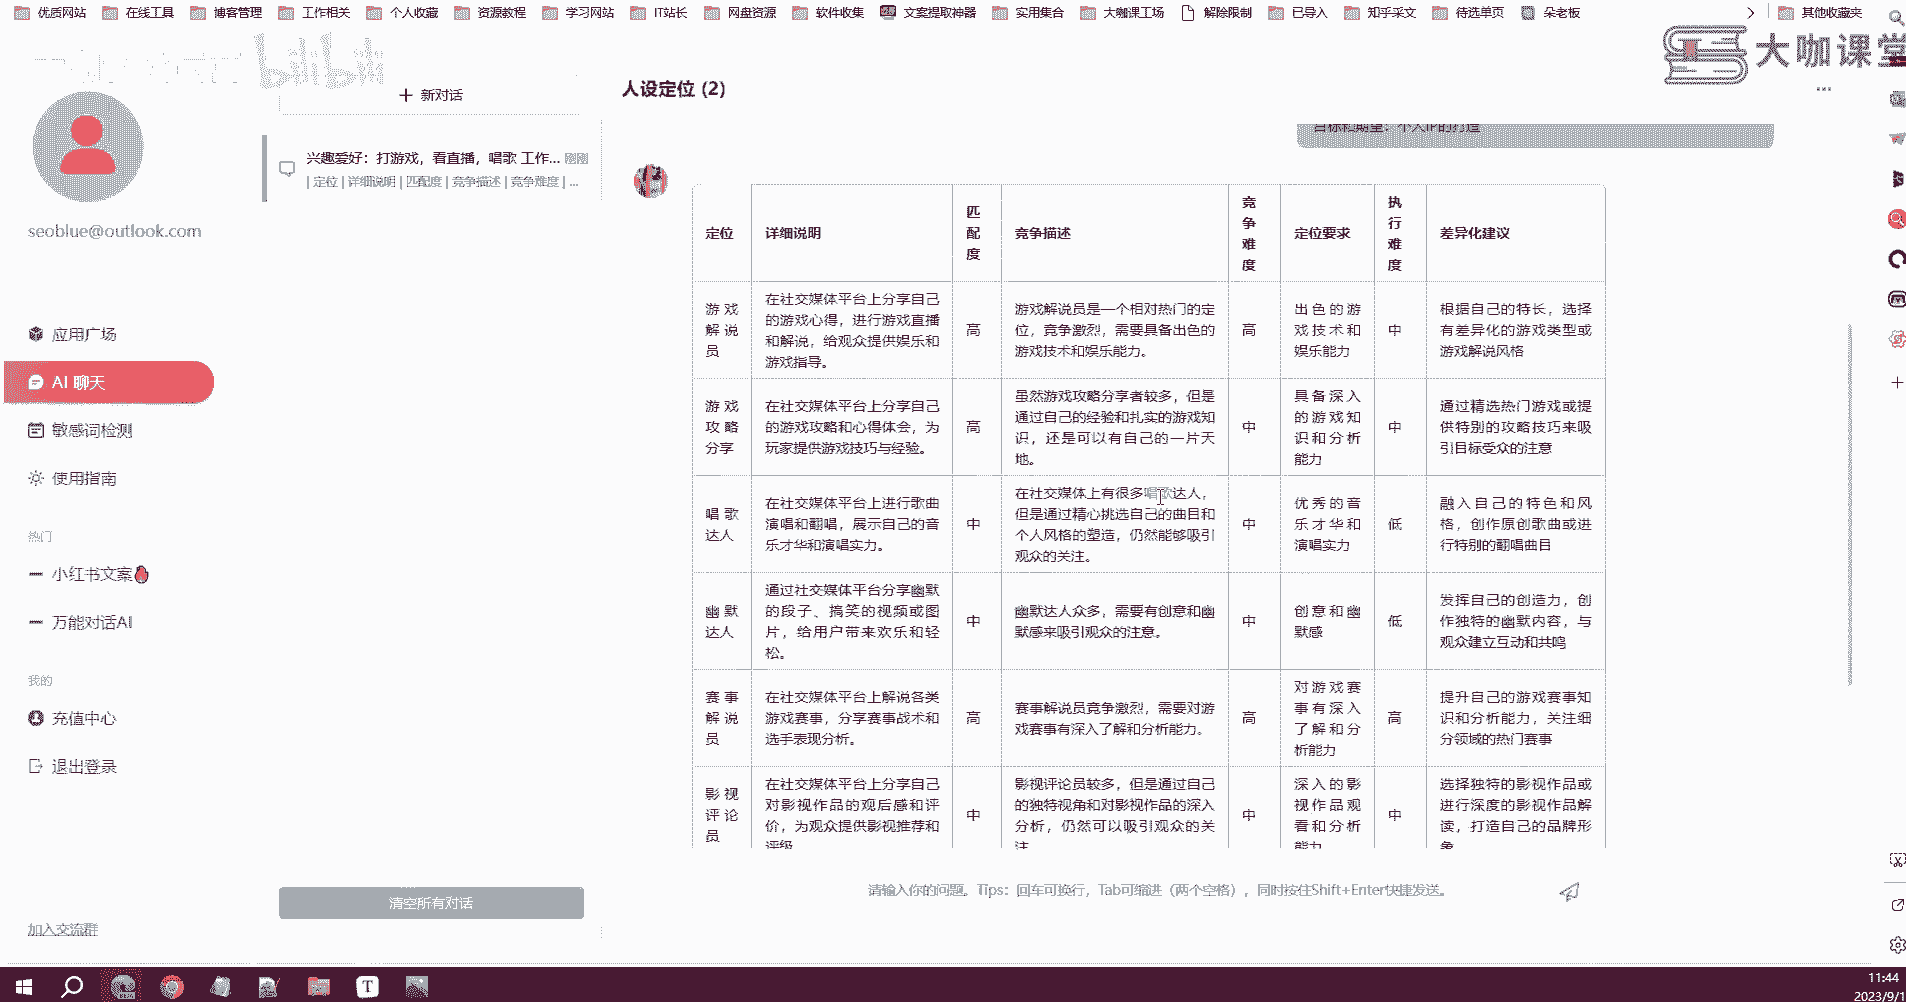 优质网站 在线工具 博客管理 工作相关 个人收藏 资源教程 学习网站 IT站长 网盘资源 软件收集 文案提取神器 实用集合 大咖课工场 解除限制 已导入 知乎采文 待选单页 朵老板 其他收藏夹
bilibili
大咖课堂
新对话
人设定位 (2)
目标和期望：个人IP的打造
兴趣爱好：打游戏，看直播，唱歌 工作... 刚刚
| 定位 | 详细说明 | 匹配度 | 竞争描述 | 竞争难度 | ...
seoblue@outlook.com
应用广场
AI 聊天
敏感词检测
使用指南
热门
小红书文案
万能对话AI
我的
充值中心
退出登录
加入交流群
清空所有对话
定位 详细说明 匹配度 竞争描述 竞争难度 定位要求 执行难度 差异化建议
游戏解说员
在社交媒体平台上分享自己
的游戏心得，进行游戏直播
和解说，给观众提供娱乐和
游戏指导。
高
游戏解说员是一个相对热门的定
位，竞争激烈，需要具备出色的
游戏技术和娱乐能力。
高
出色的游
戏技术和
娱乐能力
中
根据自己的特长，选择
有差异化的游戏类型或
游戏解说风格
游戏攻略分享
在社交媒体平台上分享自己
的游戏攻略和心得体会，为
玩家提供游戏技巧与经验。
高
虽然游戏攻略分享者较多，但是
通过自己的经验和扎实的游戏知
识，还是可以有自己的一片天
地。
中
具备深入
的游戏知
识和分析
能力
中
通过精选热门游戏或提
供特别的攻略技巧来吸
引目标受众的注意
唱歌达人
在社交媒体平台上进行歌曲
演唱和翻唱，展示自己的音
乐才华和演唱实力。
中
在社交媒体上有很多唱歌达人，
但是通过精心挑选自己的曲目和
个人风格的塑造，仍然能够吸引
观众的关注。
中
优秀的音
乐才华和
演唱实力
低
融入自己的特色和风
格，创作原创歌曲或进
行特别的翻唱曲目
幽默达人
通过社交媒体平台分享幽默
的段子、搞笑的视频或图
片，给用户带来欢乐和轻
松。
中
幽默达人众多，需要有创意和幽
默感来吸引观众的注意。
中
创意和幽
默感
低
发挥自己的创造力，创
作独特的幽默内容，与
观众建立互动和共鸣
赛事解说员
在社交媒体平台上解说各类
游戏赛事，分享赛事战术和
选手表现分析。
高
赛事解说员竞争激烈，需要对游
戏赛事有深入了解和分析能力。
高
对游戏赛
事有深入
了解和分
析能力
高
提升自己的游戏赛事知
识和分析能力，关注细
分领域的热门赛事
影视评论员
在社交媒体平台上分享自己
对影视作品的观后感和评
价，为观众提供影视推荐和
评级
中
影视评论员较多，但是通过自己
的独特视角和对影视作品的深入
分析，仍然可以吸引观众的关
注
中
深入的影
视作品观
看和分析
能力
中
选择独特的影视作品或
进行深度的影视作品解
读，打造自己的品牌形
象
请输入你的问题。Tips：回车可换行，Tab可缩进（两个空格），同时按住Shift+Enter快捷发送。
11:44
2023/9/1